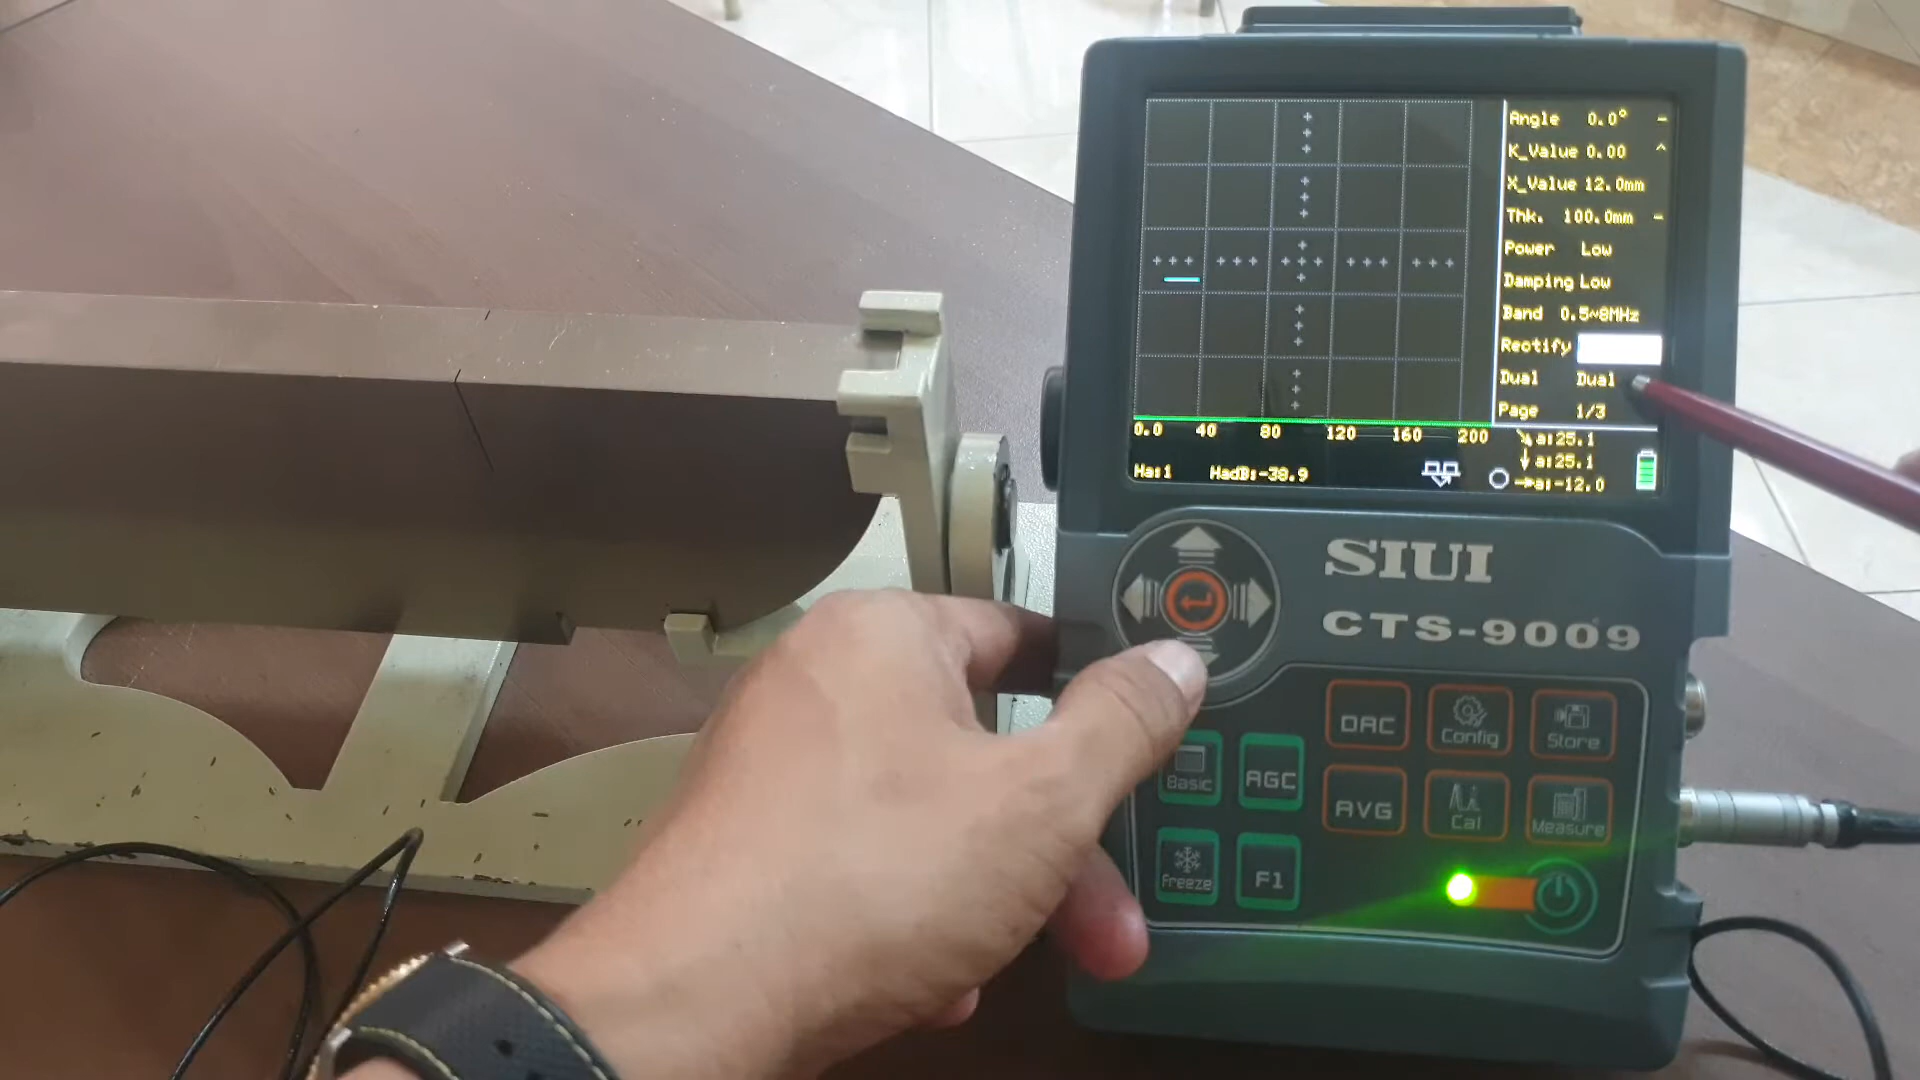 Angle 0.0°
K_Value 0.00
X_Value 12.0mm
Thk. 100.0mm
Power Low
Damping Low
Band 0.5~8MHz
Rectify
Dual Dual
Page 1/3
0.0 40 80 120 160 200
a:25.1
a:25.1
a:-12.0
Ha:1 HadB:-38.9
SIUI
CTS-9009
DAC Config Store
Basic AGC
AVG Cal Measure
freeze F1